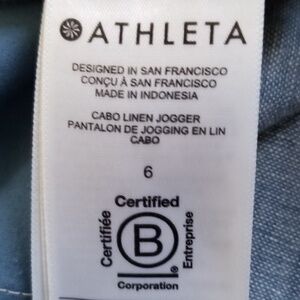 ATHLETA
DESIGNED IN SAN FRANCISCO
CONÇU À SAN FRANCISCO
MADE IN INDONESIA
CABO LINEN JOGGER
PANTALON DE JOGGING EN LIN
CABO
6
Certified
Certifiée
B
Entreprise
®
Corporation